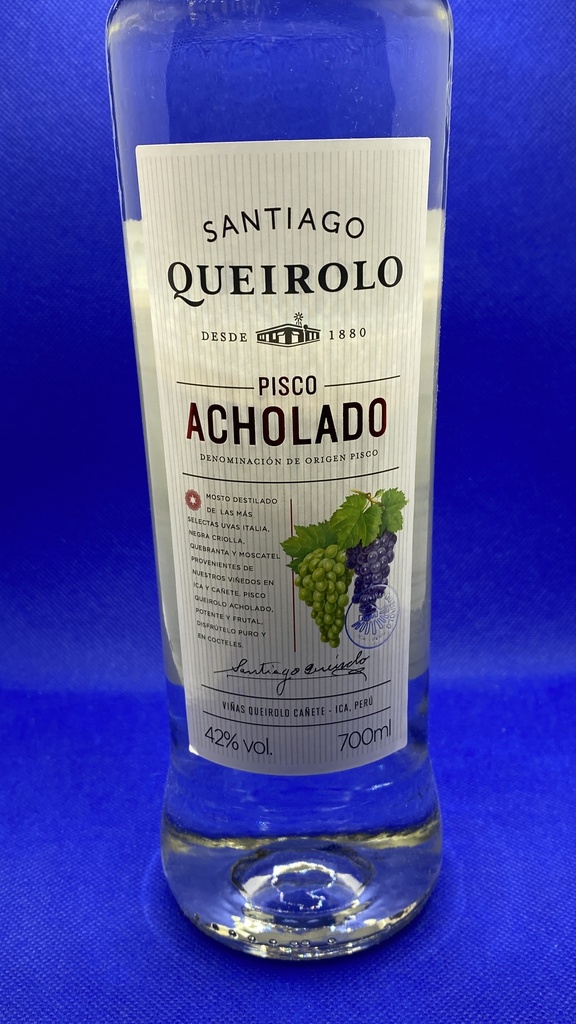 SANTIAGO
QUEIROLO
DESDE 1880
PISCO
ACHOLADO
DENOMINACIÓN DE ORIGEN PISCO
MOSTO DESTILADO
DE LAS MÁS
SELECTAS UVAS ITALIA,
NEGRA CRIOLLA,
QUEBRANTA Y MOSCATEL
PROVENIENTES DE
NUESTROS VIÑEDOS EN
ICA Y CAÑETE. PISCO
QUEIROLO ACHOLADO,
POTENTE Y FRUTAL.
DISFRÚTELO PURO Y
EN COCTELES.
Santiago Queirolo
VIÑAS QUEIROLO CAÑETE - ICA, PERÚ
42% vol. 700ml